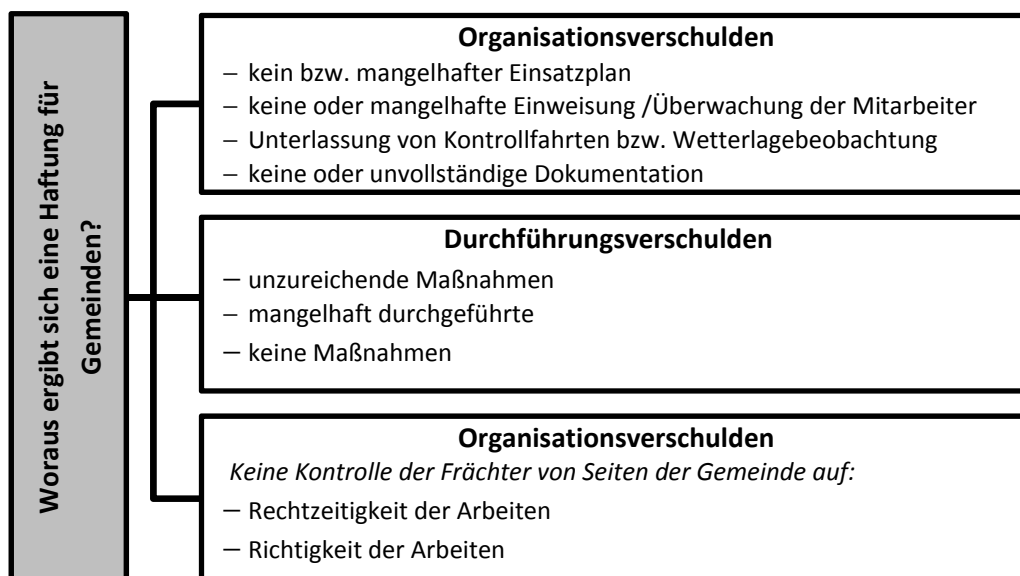 Woraus ergibt sich eine Haftung für
Gemeinden?
Organisationsverschulden
– kein bzw. mangelhafter Einsatzplan
– keine oder mangelhafte Einweisung /Überwachung der Mitarbeiter
– Unterlassung von Kontrollfahrten bzw. Wetterlagebeobachtung
– keine oder unvollständige Dokumentation
Durchführungsverschulden
– unzureichende Maßnahmen
– mangelhaft durchgeführte
– keine Maßnahmen
Organisationsverschulden
Keine Kontrolle der Frächter von Seiten der Gemeinde auf:
– Rechtzeitigkeit der Arbeiten
– Richtigkeit der Arbeiten